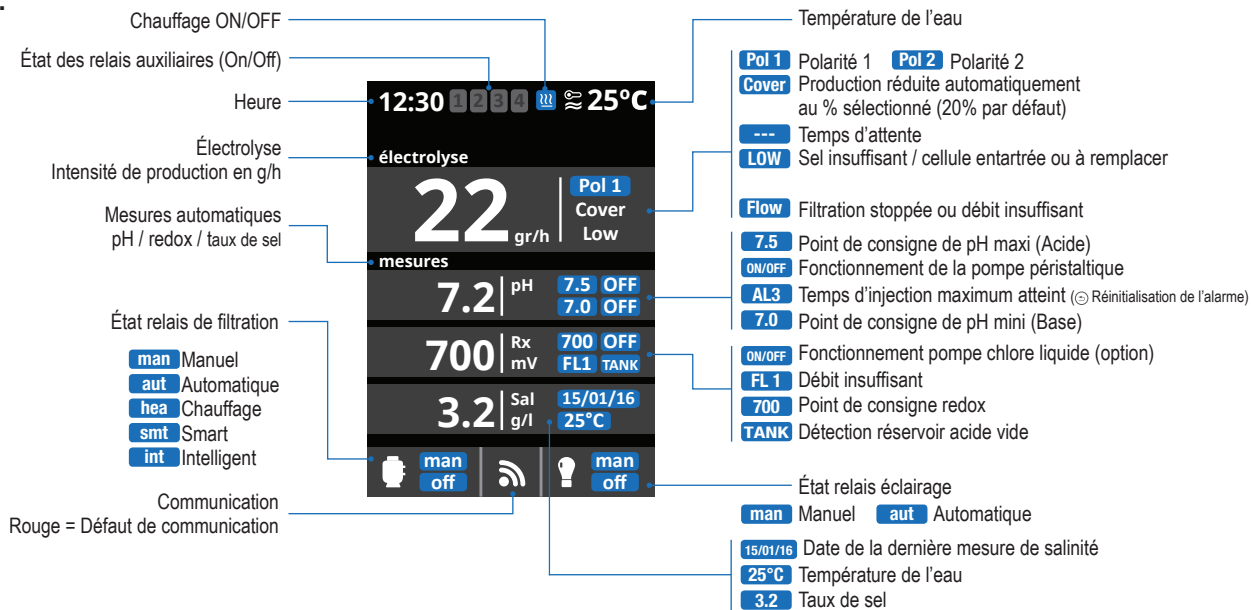 Chauffage ON/OFF
État des relais auxiliaires (On/Off)
Heure
Électrolyse
Intensité de production en g/h
Mesures automatiques
pH / redox / taux de sel
État relais de filtration
man Manuel
aut Automatique
hea Chauffage
smt Smart
int Intelligent
Communication
Rouge = Défaut de communication
12:30 1 2 3 4 25°C
électrolyse
22 gr/h
Pol 1
Cover
Low
mesures
7.2 pH 7.5 OFF
7.0 OFF
700 Rx 700 OFF
mV FL1 TANK
3.2 Sal 15/01/16
g/l 25°C
man man
off off
Température de l'eau
Pol 1 Polarité 1 Pol 2 Polarité 2
Cover Production réduite automatiquement
au % sélectionné (20% par défaut)
--- Temps d'attente
LOW Sel insuffisant / cellule entartrée ou à remplacer
Flow Filtration stoppée ou débit insuffisant
7.5 Point de consigne de pH maxi (Acide)
ON/OFF Fonctionnement de la pompe péristaltique
AL3 Temps d'injection maximum atteint (⊝ Réinitialisation de l'alarme)
7.0 Point de consigne de pH mini (Base)
ON/OFF Fonctionnement pompe chlore liquide (option)
FL 1 Débit insuffisant
700 Point de consigne redox
TANK Détection réservoir acide vide
État relais éclairage
man Manuel aut Automatique
15/01/16 Date de la dernière mesure de salinité
25°C Température de l'eau
3.2 Taux de sel